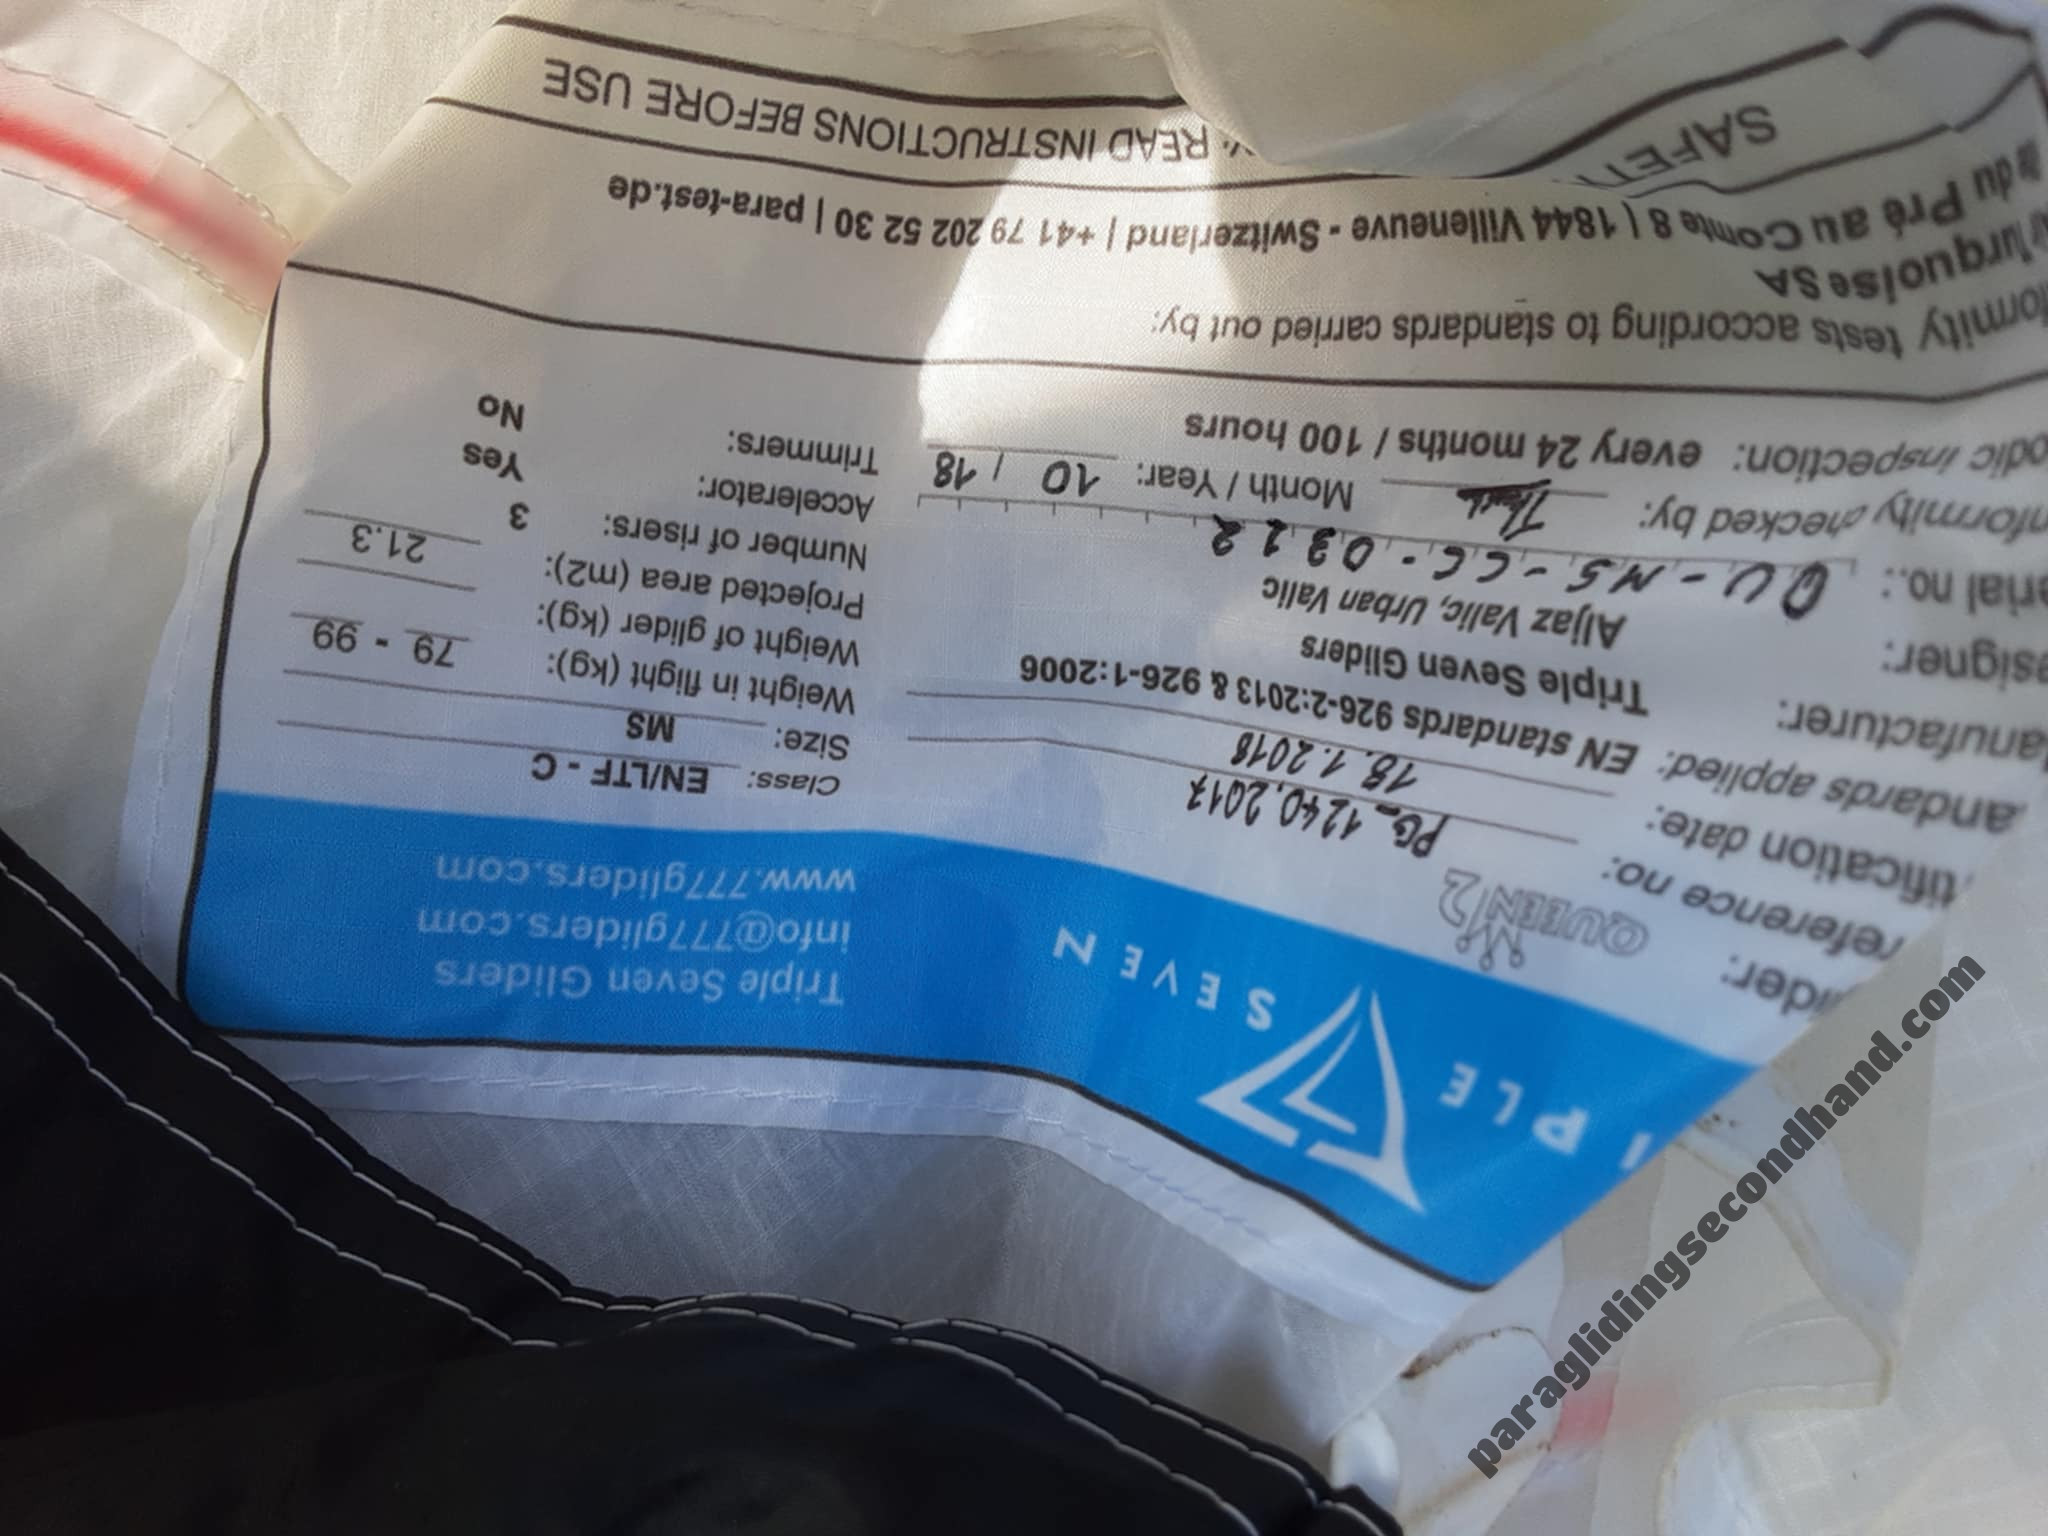 PLE SEVEN
Triple Seven Gliders
info@777gliders.com
www.777gliders.com
ider: QUEEN 2
reference no: PG_1240.2017
tification date: 18.1.2018
andards applied: EN standards 926-2:2013 & 926-1:2006
anufacturer: Triple Seven Gliders
esigner: Aljaz Valic, Urban Valic
erial no.: QU-MS-CC-0312
nformity checked by: Month / Year: 10 / 18
odic inspection: every 24 months / 100 hours
Class: EN/LTF - C
Size: MS
Weight in flight (kg): 79 - 99
Weight of glider (kg):
Projected area (m2): 21.3
Number of risers: 3
Accelerator: Yes
Trimmers: No
formity tests according to standards carried out by:
Turquoise SA
du Pré au Comte 8 | 1844 Villeneuve - Switzerland | +41 79 202 52 30 | para-test.de
SAFETY: READ INSTRUCTIONS BEFORE USE
paraglidingsecondhand.com